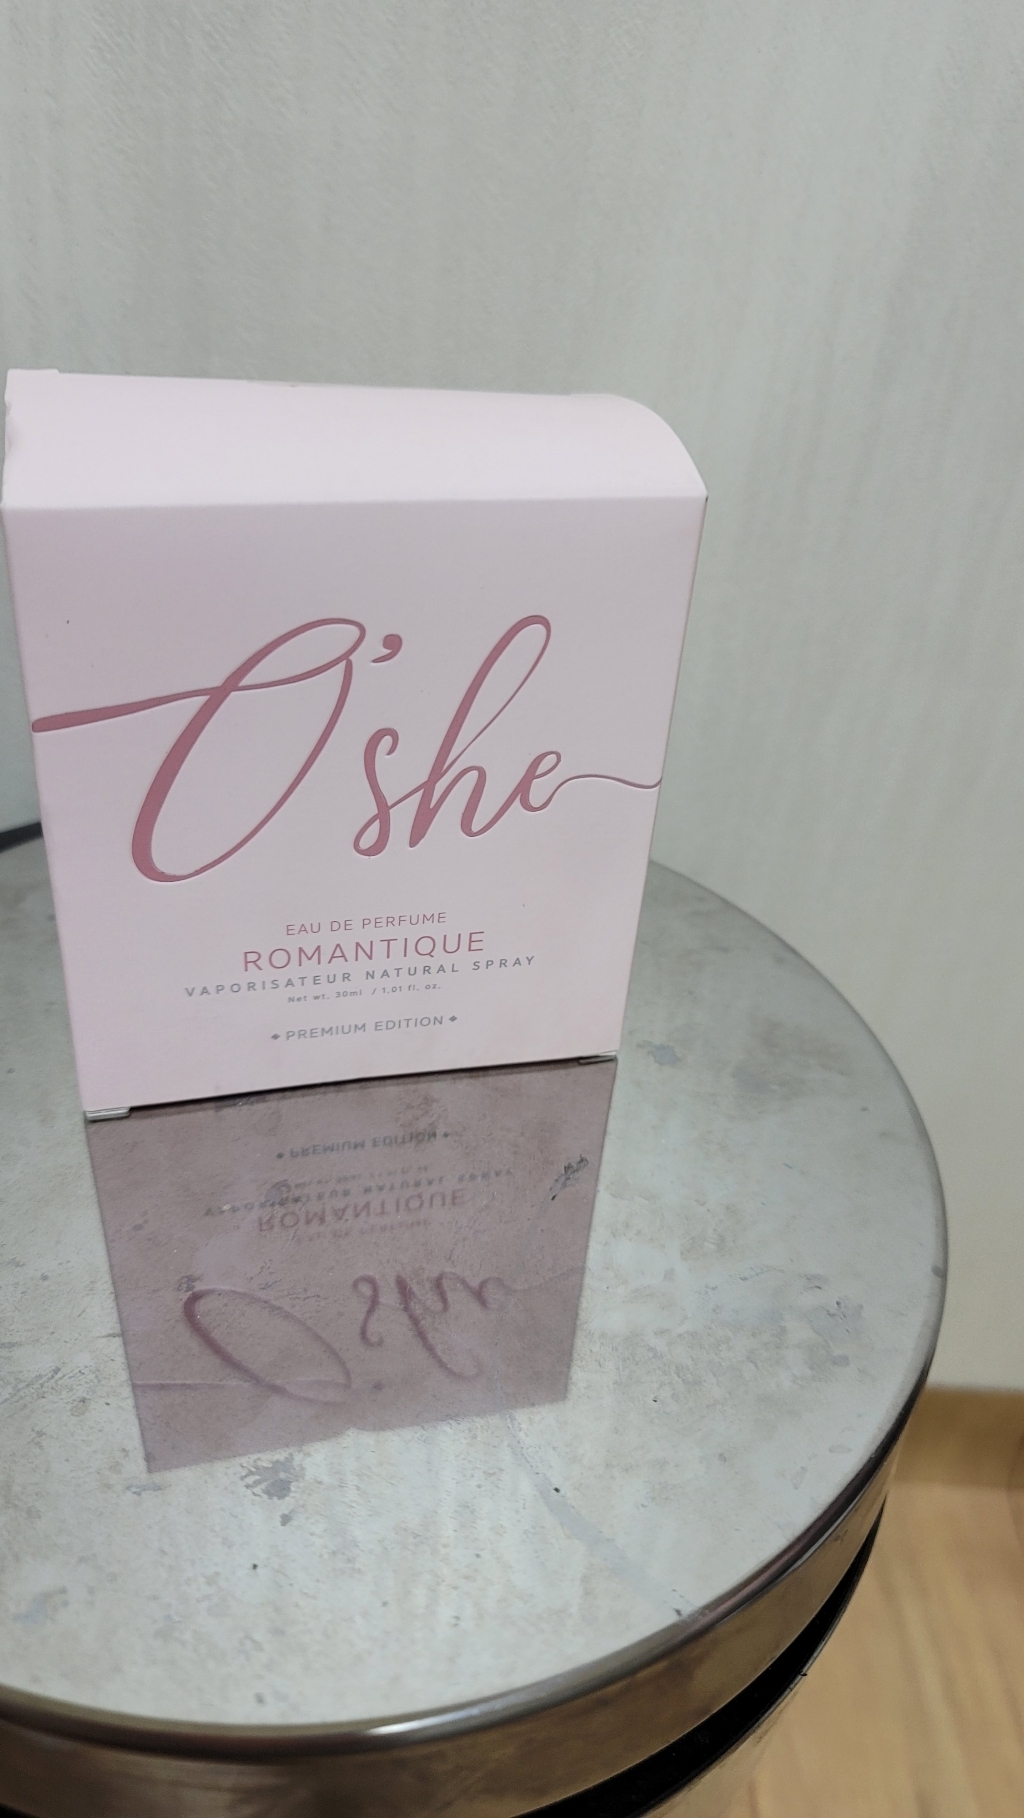 O'she
EAU DE PERFUME
ROMANTIQUE
VAPORISATEUR NATURAL SPRAY
Net wt. 30ml / 1.01 fl. oz.
◆ PREMIUM EDITION ◆